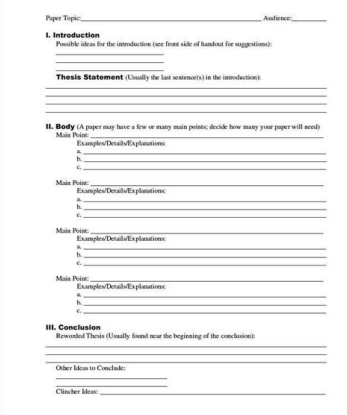 Paper Topic:____________________ Audience:__________
I. Introduction
Possible ideas for the introduction (see front side of handout for suggestions):
Thesis Statement (Usually the last sentence(s) in the introduction):
II. Body (A paper may have a few or many main points; decide how many your paper will need)
Main Point:
Examples/Details/Explanations:
a.
b.
c.
Main Point:
Examples/Details/Explanations:
a.
b.
c.
Main Point:
Examples/Details/Explanations:
a.
b.
c.
Main Point:
Examples/Details/Explanations:
a.
b.
c.
III. Conclusion
Reworded Thesis (Usually found near the beginning of the conclusion):
Other Ideas to Conclude:
Clincher Ideas: